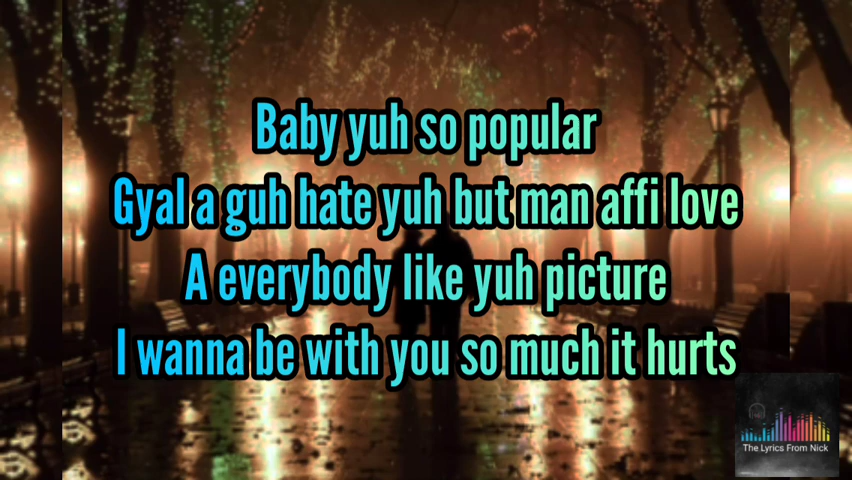 Baby yuh so popular
Gyal a guh hate yuh but man affi love
A everybody like yuh picture
I wanna be with you so much it hurts
The Lyrics From Nick